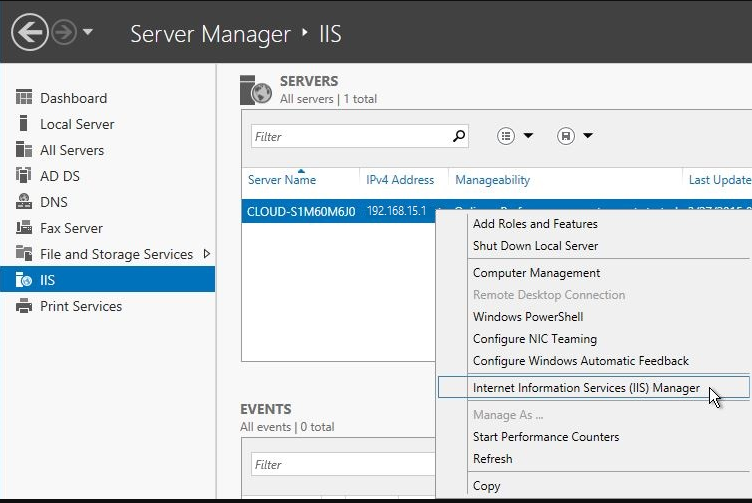 Server Manager ‣ IIS
Dashboard
Local Server
All Servers
AD DS
DNS
Fax Server
File and Storage Services
IIS
Print Services
SERVERS
All servers | 1 total
Filter
Server Name IPv4 Address Manageability Last Update
CLOUD-S1M60M6J0 192.168.15.1
Add Roles and Features
Shut Down Local Server
Computer Management
Remote Desktop Connection
Windows PowerShell
Configure NIC Teaming
Configure Windows Automatic Feedback
Internet Information Services (IIS) Manager
Manage As ...
Start Performance Counters
Refresh
Copy
EVENTS
All events | 0 total
Filter